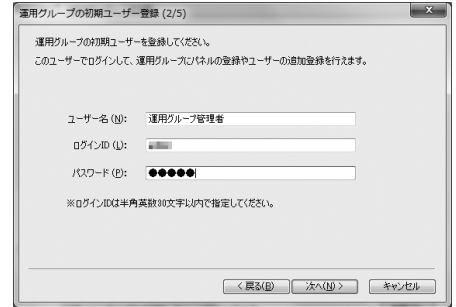 運用グループの初期ユーザー登録 (2/5)
運用グループの初期ユーザーを登録してください。
このユーザーでログインして、運用グループにパネルの登録やユーザーの追加登録を行えます。
ユーザー名 (N): 運用グループ管理者
ログインID (L):
パスワード (P): ●●●●●
※ログインIDは半角英数30文字以内で指定してください。
< 戻る(B) 次へ(N) > キャンセル